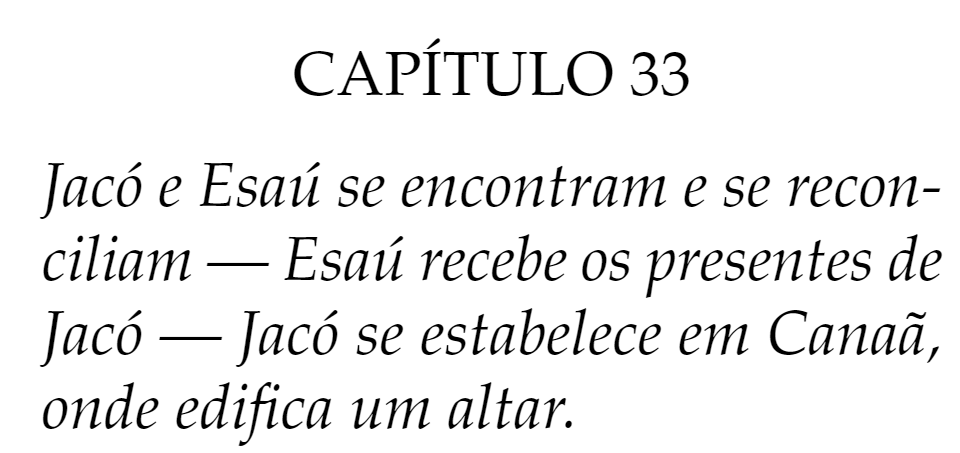 CAPÍTULO 33
Jacó e Esaú se encontram e se recon-
ciliam — Esaú recebe os presentes de
Jacó — Jacó se estabelece em Canaã,
onde edifica um altar.